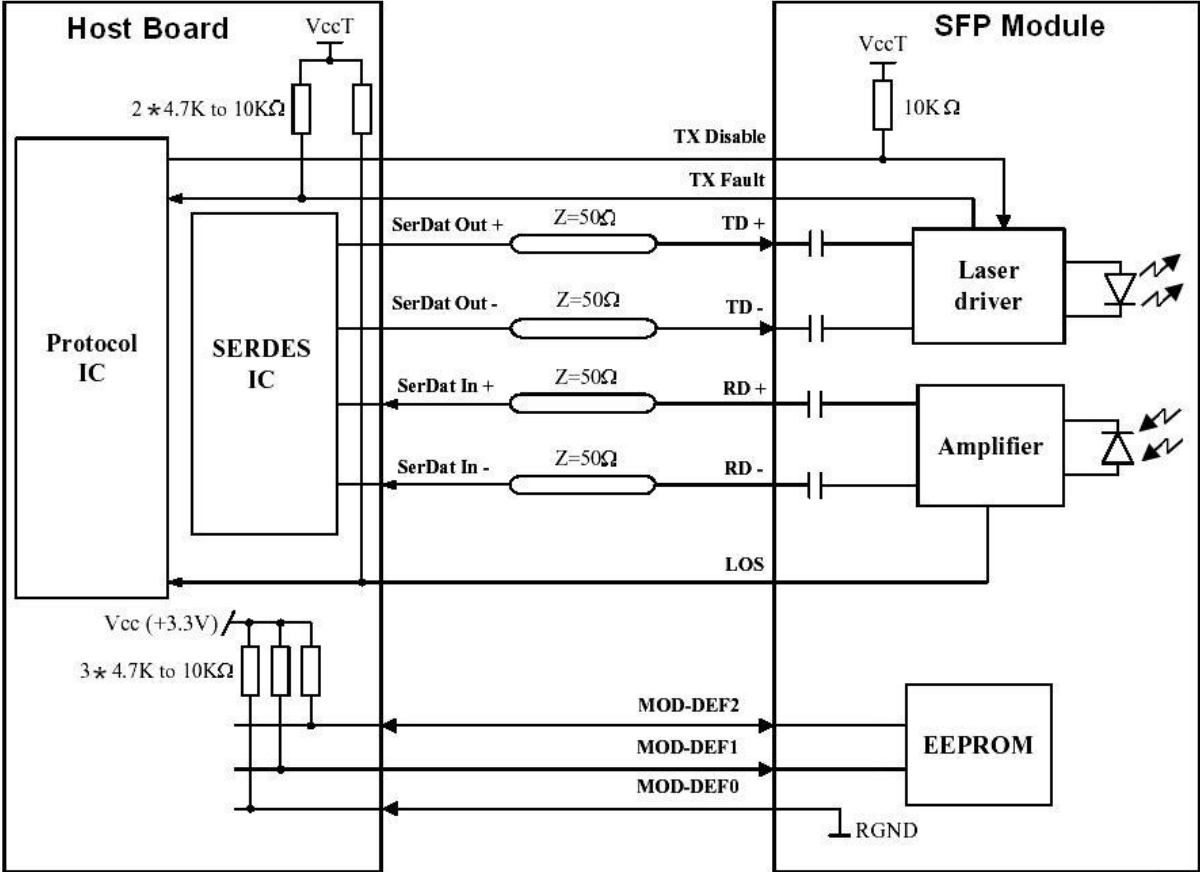 Host Board
SFP Module
VccT
VccT
2*4.7K to 10KΩ
10K Ω
TX Disable
TX Fault
SerDat Out +
Z=50Ω
TD +
SerDat Out -
Z=50Ω
TD -
Laser
driver
Protocol
IC
SERDES
IC
SerDat In +
Z=50Ω
RD +
SerDat In -
Z=50Ω
RD -
Amplifier
LOS
Vcc (+3.3V)
3* 4.7K to 10KΩ
MOD-DEF2
MOD-DEF1
MOD-DEF0
EEPROM
RGND